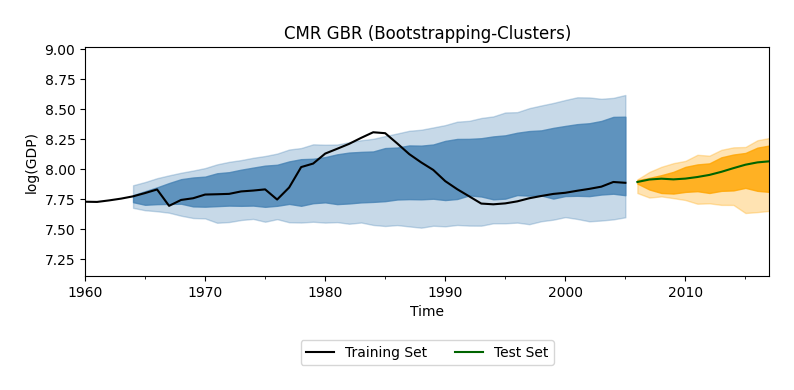 CMR GBR (Bootstrapping-Clusters)
9.00
8.75
8.50
8.25
8.00
7.75
7.50
7.25
log(GDP)
1960 1970 1980 1990 2000 2010
Time
Training Set Test Set